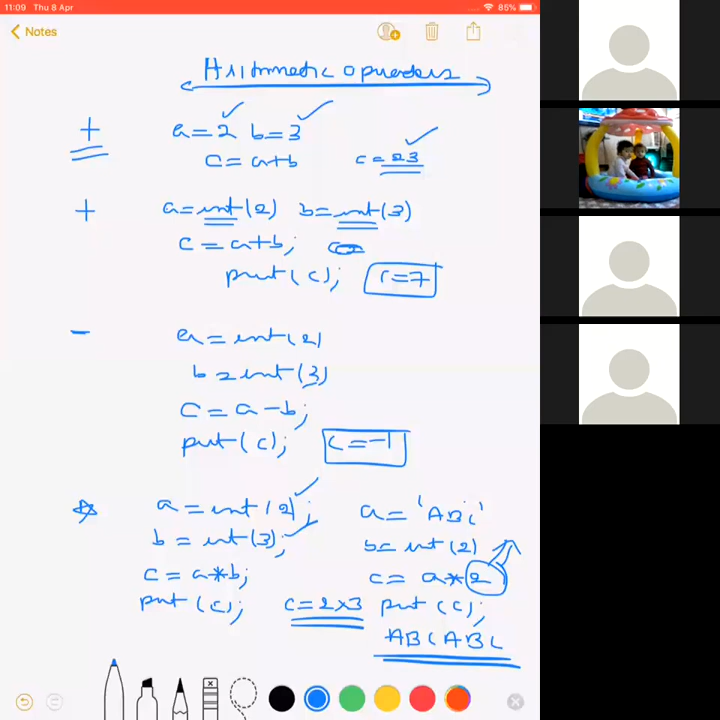 11:09 Thu 8 Apr 85%
Notes
Arithmetic operators
+ a=2 b=3
c=a+b c=23
+ a=int(2) b=int(3)
c=a+b;
print(c); c=7
- a=int(2)
b=int(3)
c=a-b;
print(c); c=-1
* a=int(2); a='ABC'
b=int(3); b=int(2)
c=a*b; c=a*2
print(c); c=2x3 print(c);
ABCABC